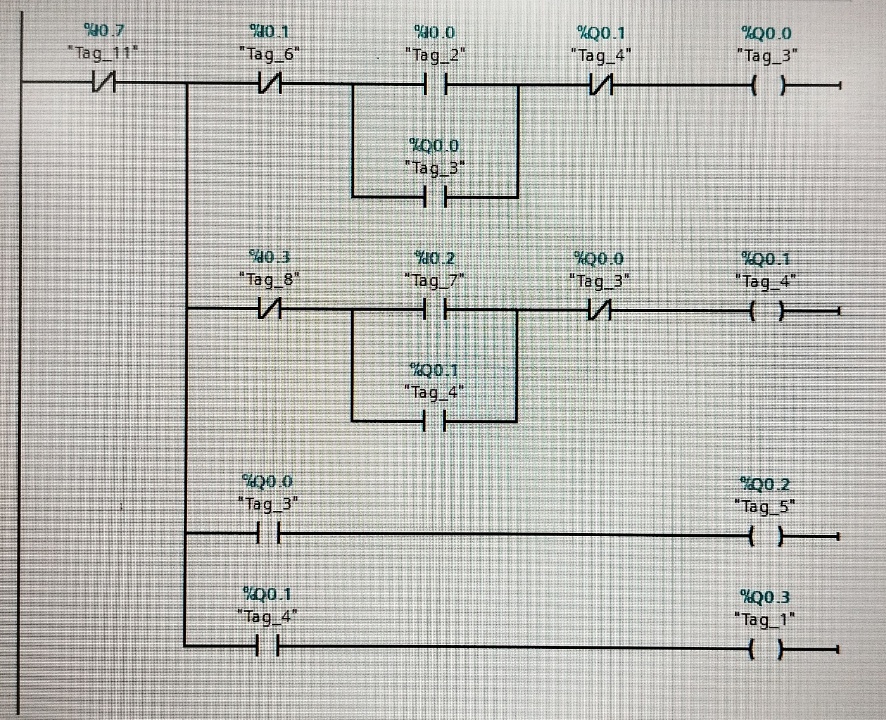 %I0.7 %I0.1 %I0.0 %Q0.1 %Q0.0
"Tag_11" "Tag_6" "Tag_2" "Tag_4" "Tag_3"
%Q0.0
"Tag_3"
%I0.3 %I0.2 %Q0.0 %Q0.1
"Tag_8" "Tag_7" "Tag_3" "Tag_4"
%Q0.1
"Tag_4"
%Q0.0 %Q0.2
"Tag_3" "Tag_5"
%Q0.1 %Q0.3
"Tag_4" "Tag_1"